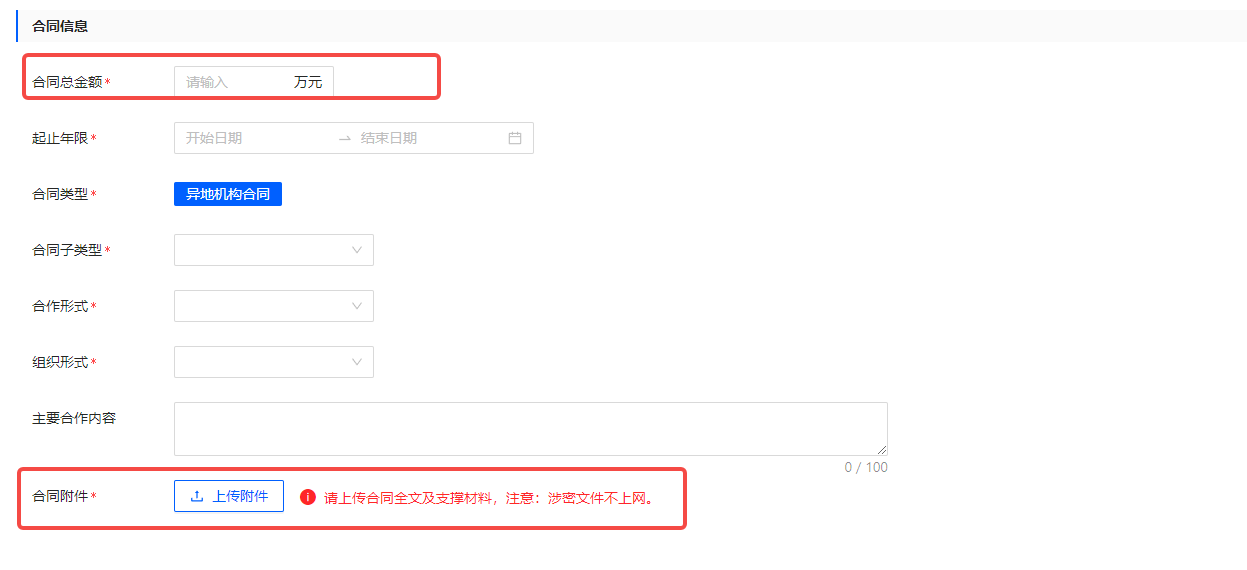 合同信息
合同总金额* 请输入 万元
起止年限* 开始日期 → 结束日期
合同类型* 异地机构合同
合同子类型*
合作形式*
组织形式*
主要合作内容
0 / 100
合同附件* 上传附件 请上传合同全文及支撑材料，注意：涉密文件不上网。